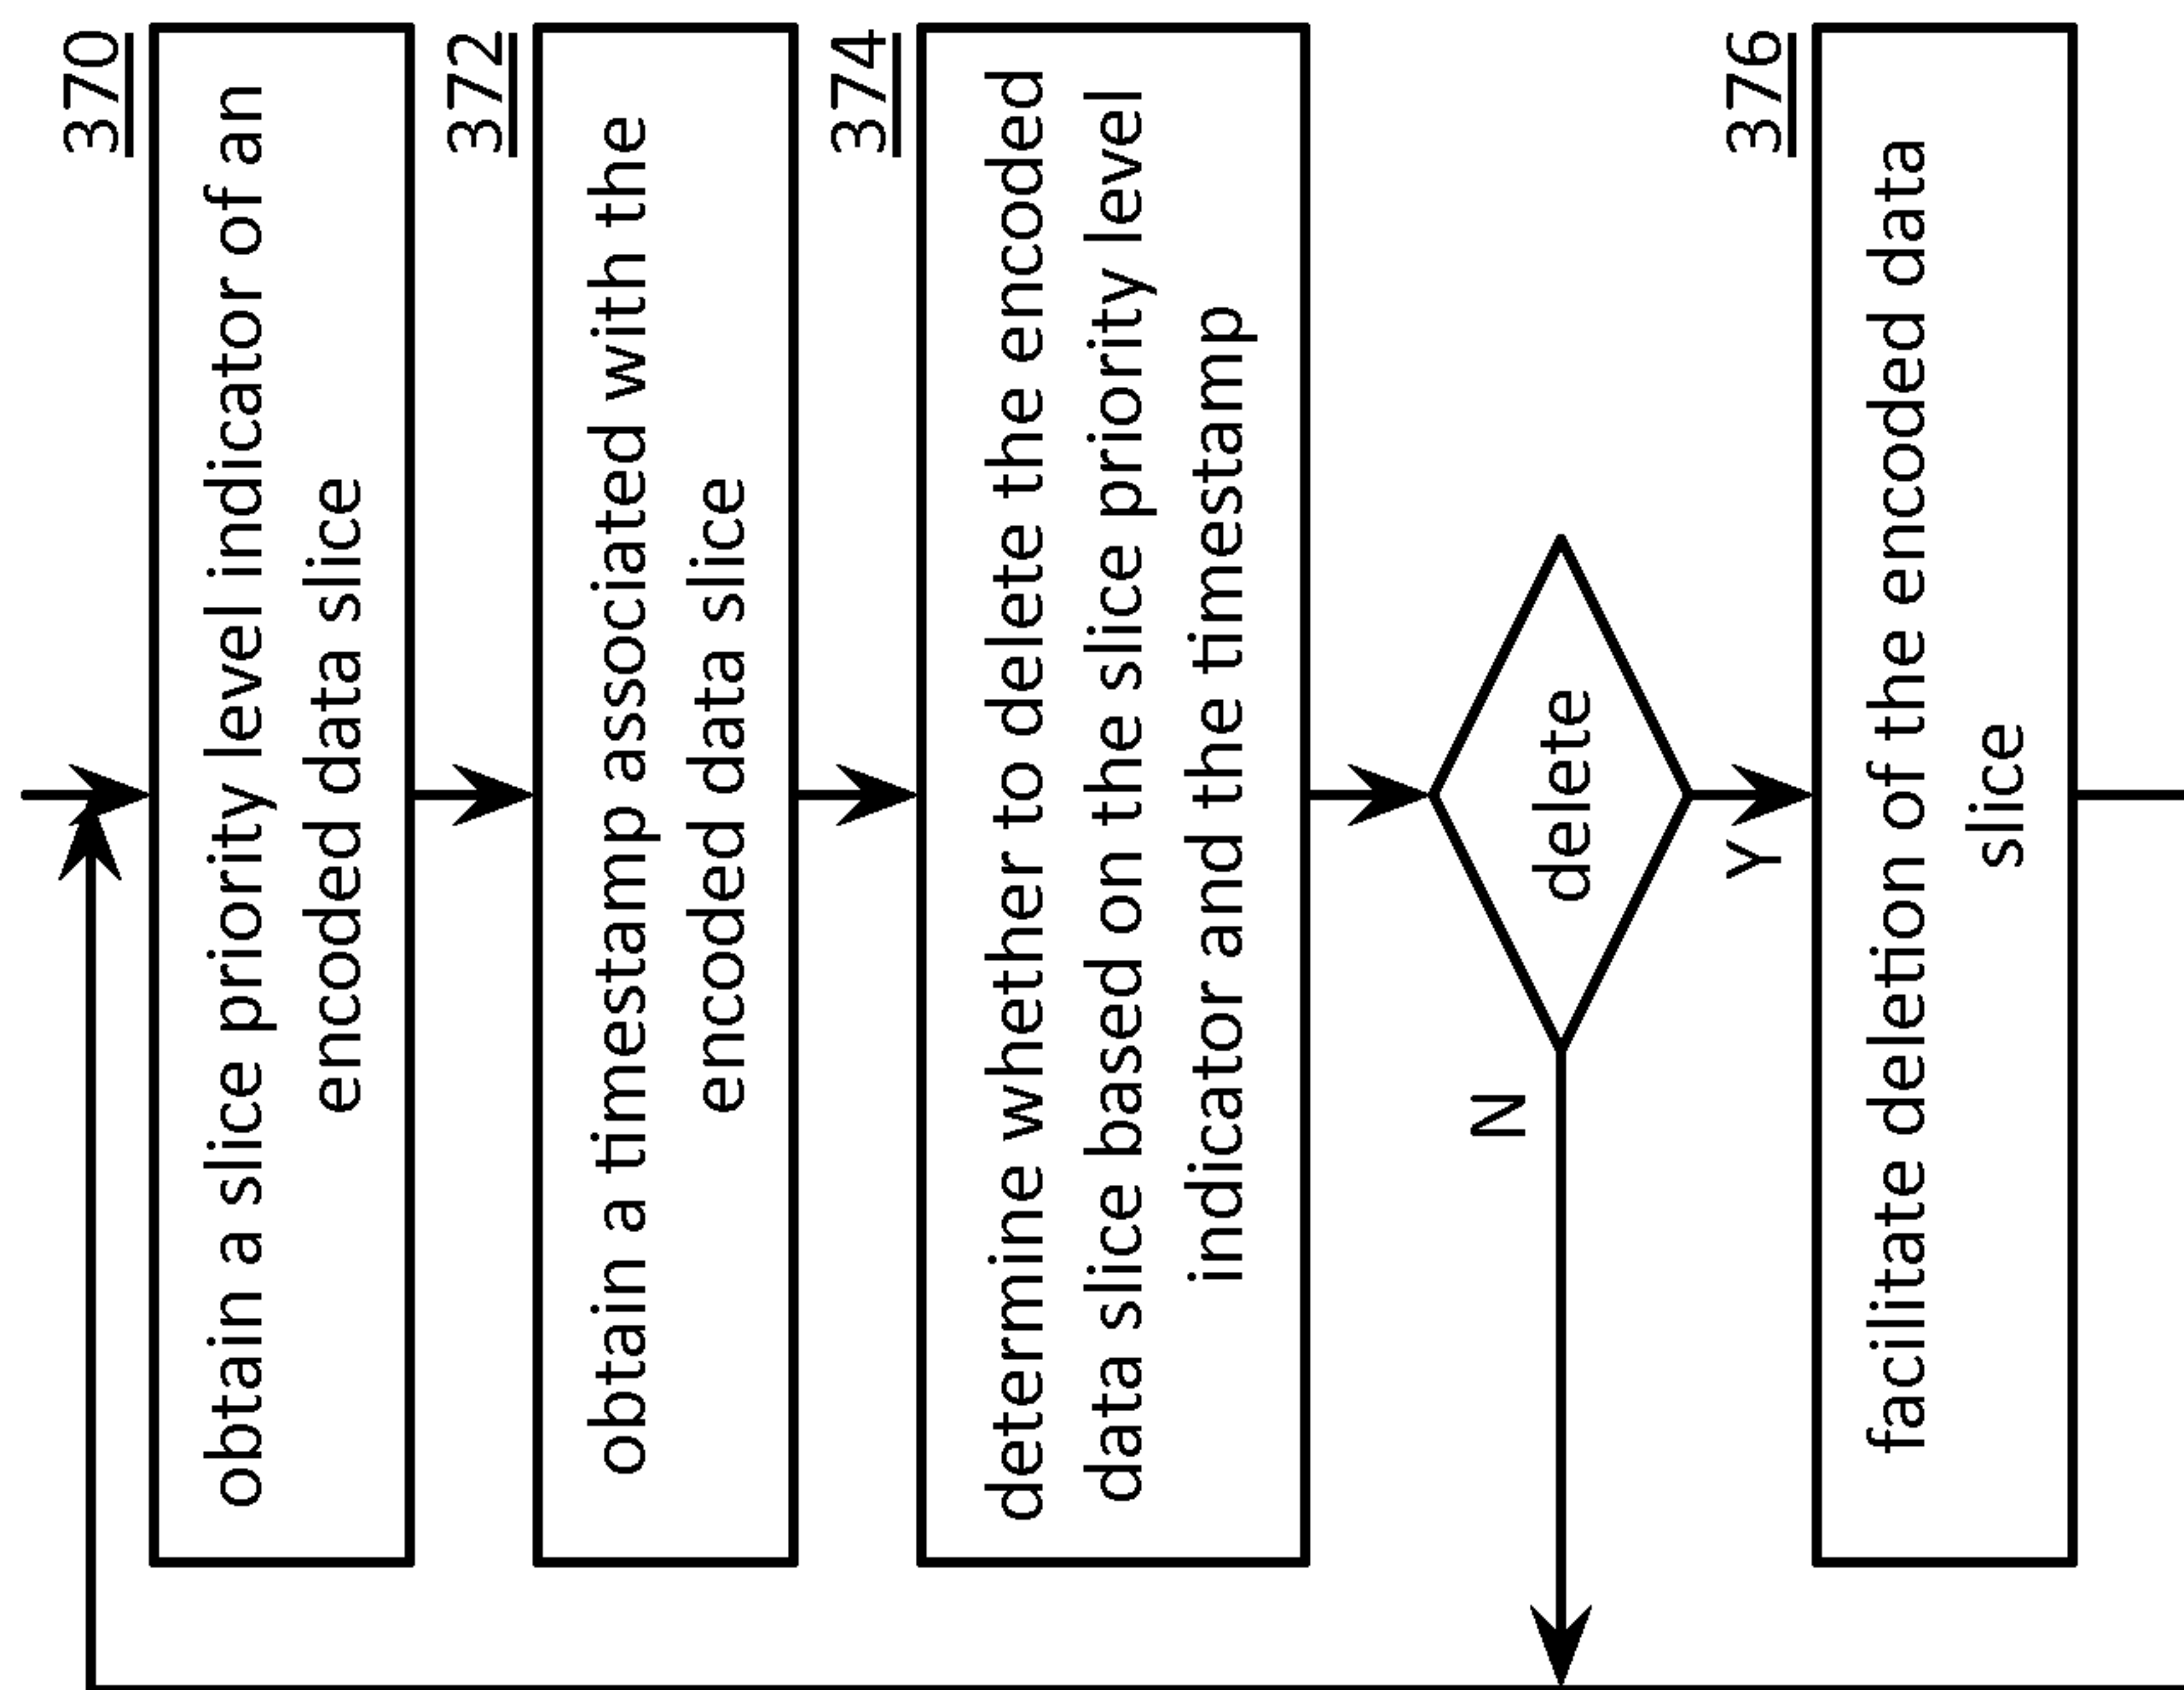 370
obtain a slice priority level indicator of an
encoded data slice
372
obtain a timestamp associated with the
encoded data slice
374
determine whether to delete the encoded
data slice based on the slice priority level
indicator and the timestamp
delete
N
Y
376
facilitate deletion of the encoded data
slice